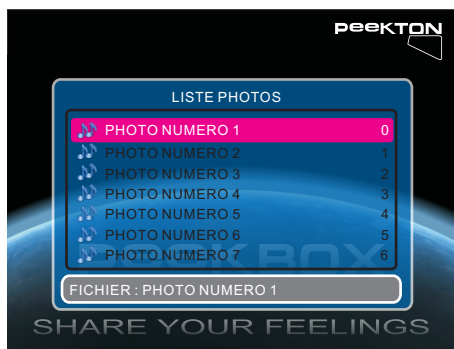 PEEKTON
LISTE PHOTOS
PHOTO NUMERO 1 0
PHOTO NUMERO 2 1
PHOTO NUMERO 3 2
PHOTO NUMERO 4 3
PHOTO NUMERO 5 4
PHOTO NUMERO 6 5
PHOTO NUMERO 7 6
PEEKBOX
FICHIER : PHOTO NUMERO 1
SHARE YOUR FEELINGS